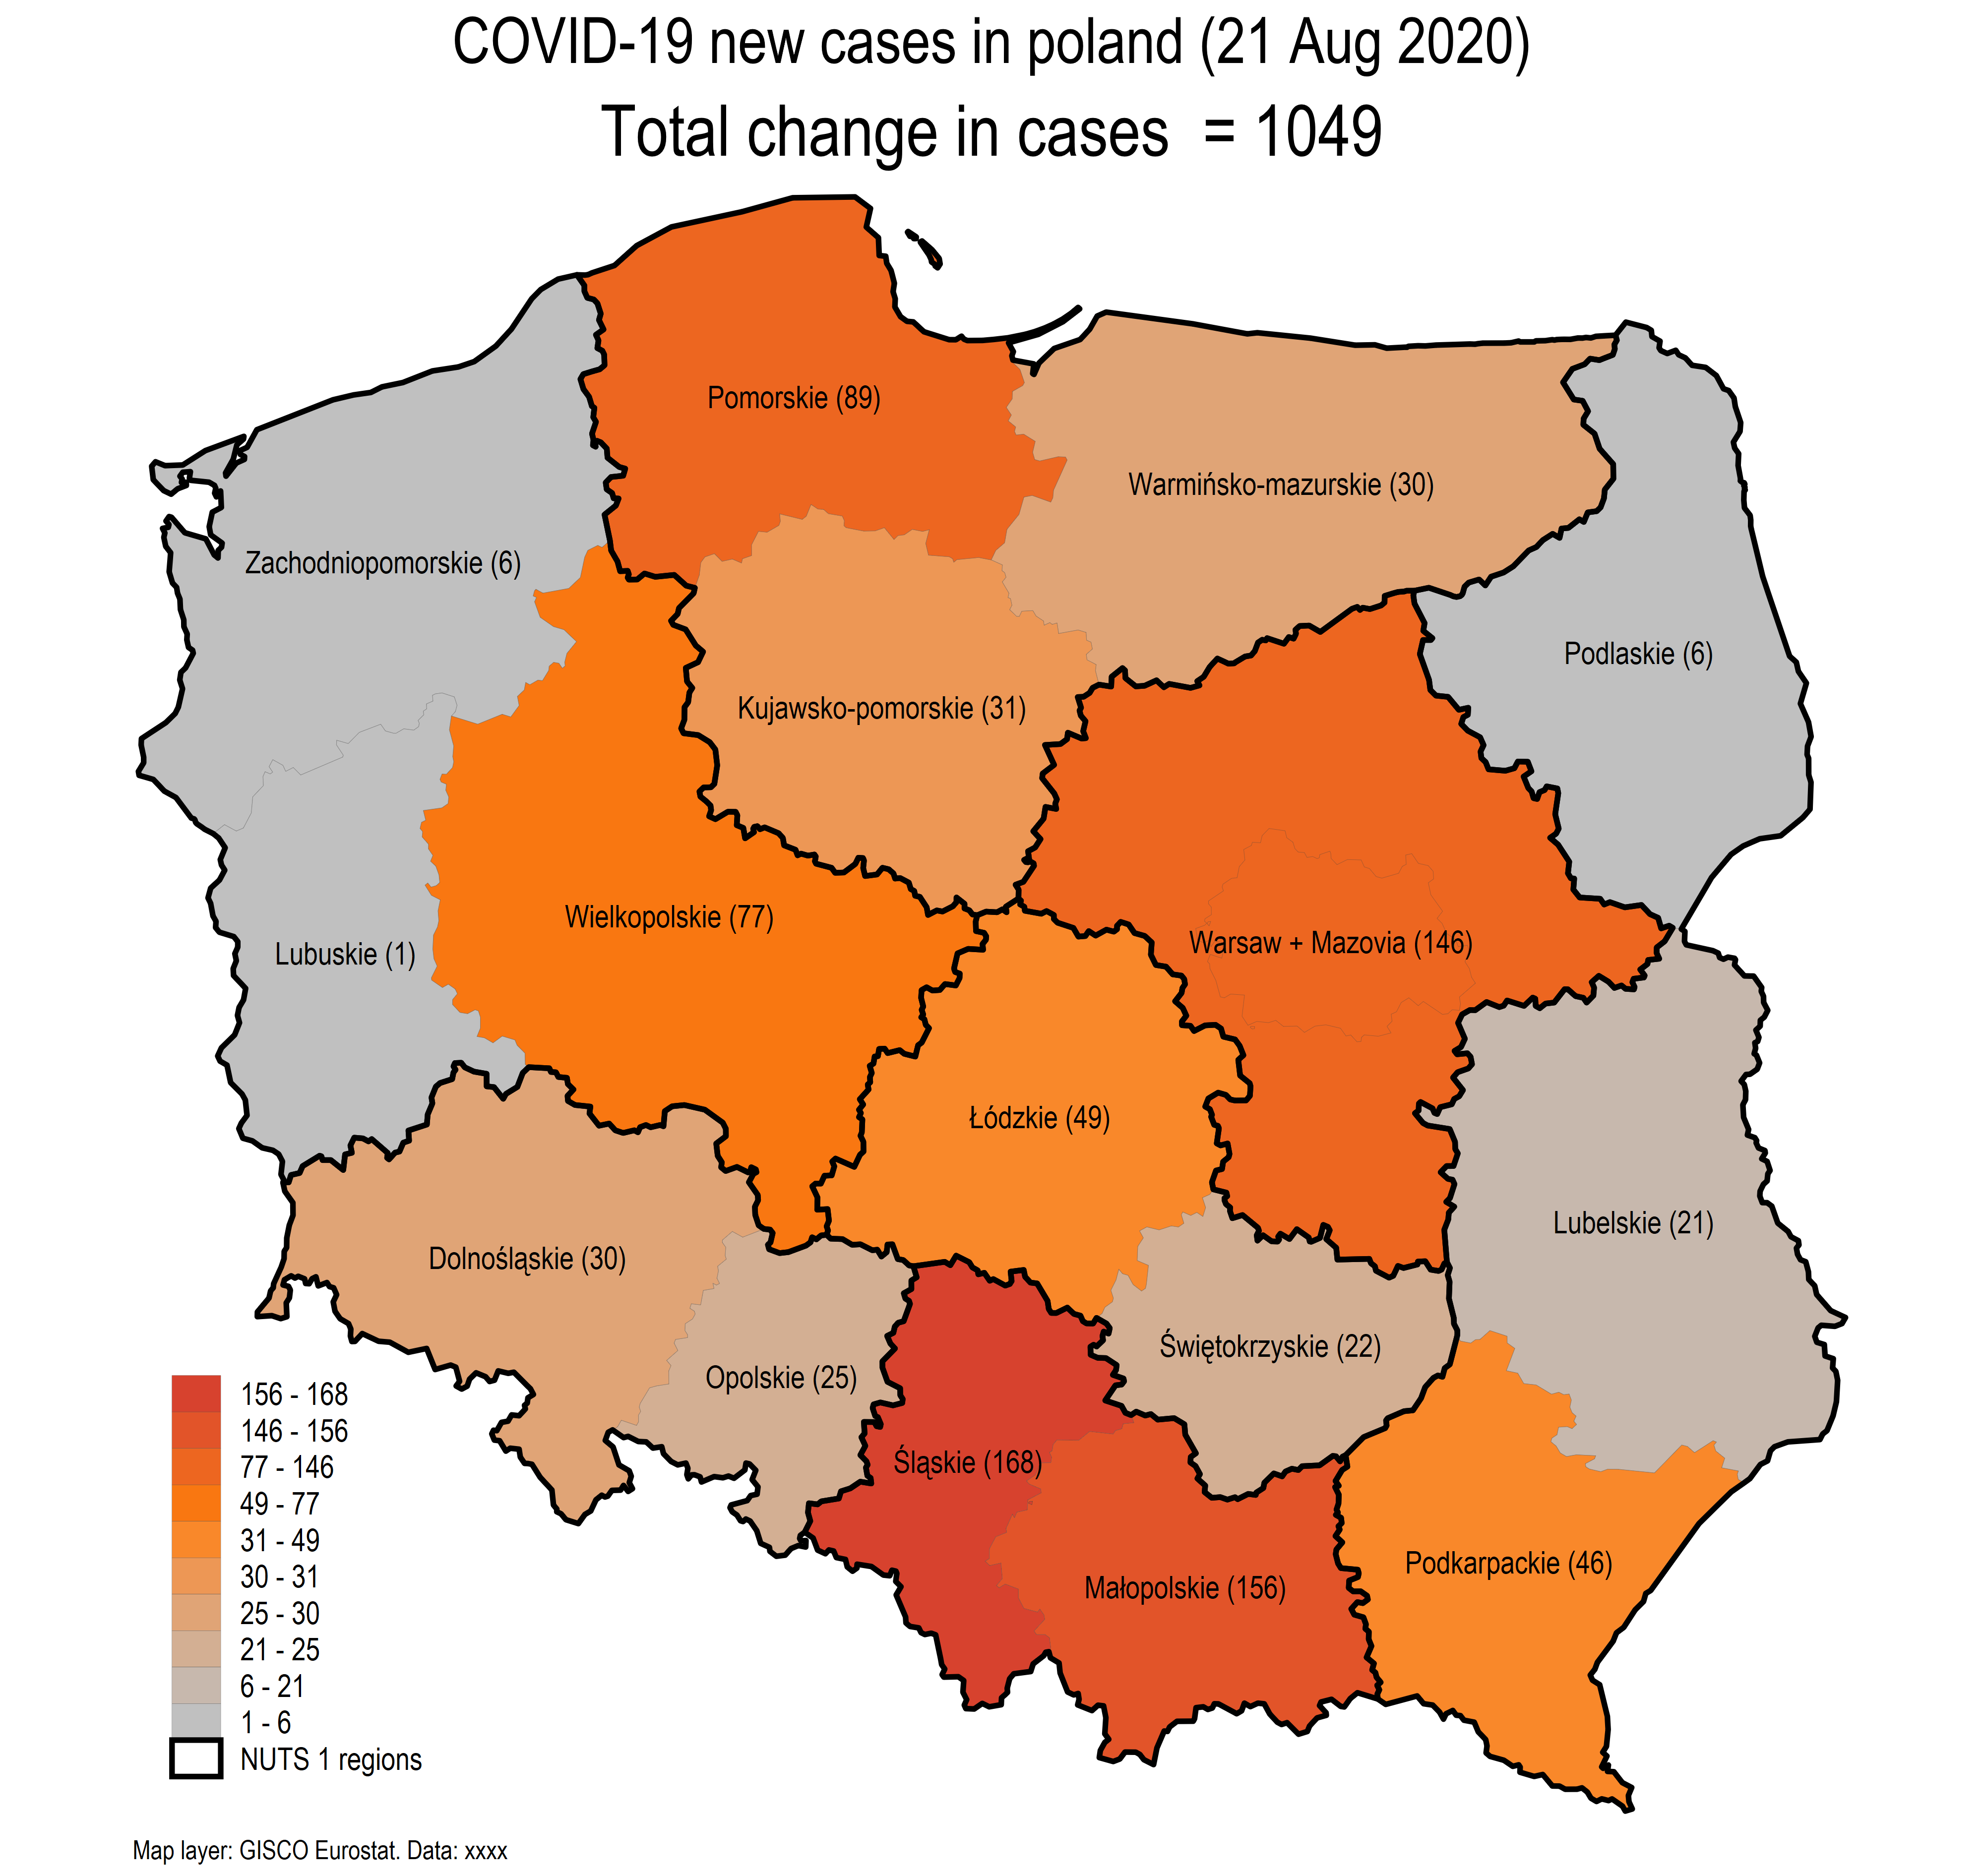 COVID-19 new cases in poland (21 Aug 2020)
Total change in cases  = 1049
Pomorskie (89)
Warmińsko-mazurskie (30)
Zachodniopomorskie (6)
Podlaskie (6)
Kujawsko-pomorskie (31)
Wielkopolskie (77)
Warsaw + Mazovia (146)
Lubuskie (1)
Łódzkie (49)
Lubelskie (21)
Dolnośląskie (30)
Świętokrzyskie (22)
Opolskie (25)
Śląskie (168)
Podkarpackie (46)
Małopolskie (156)
156 - 168
146 - 156
77 - 146
49 - 77
31 - 49
30 - 31
25 - 30
21 - 25
6 - 21
1 - 6
NUTS 1 regions
Map layer: GISCO Eurostat. Data: xxxx